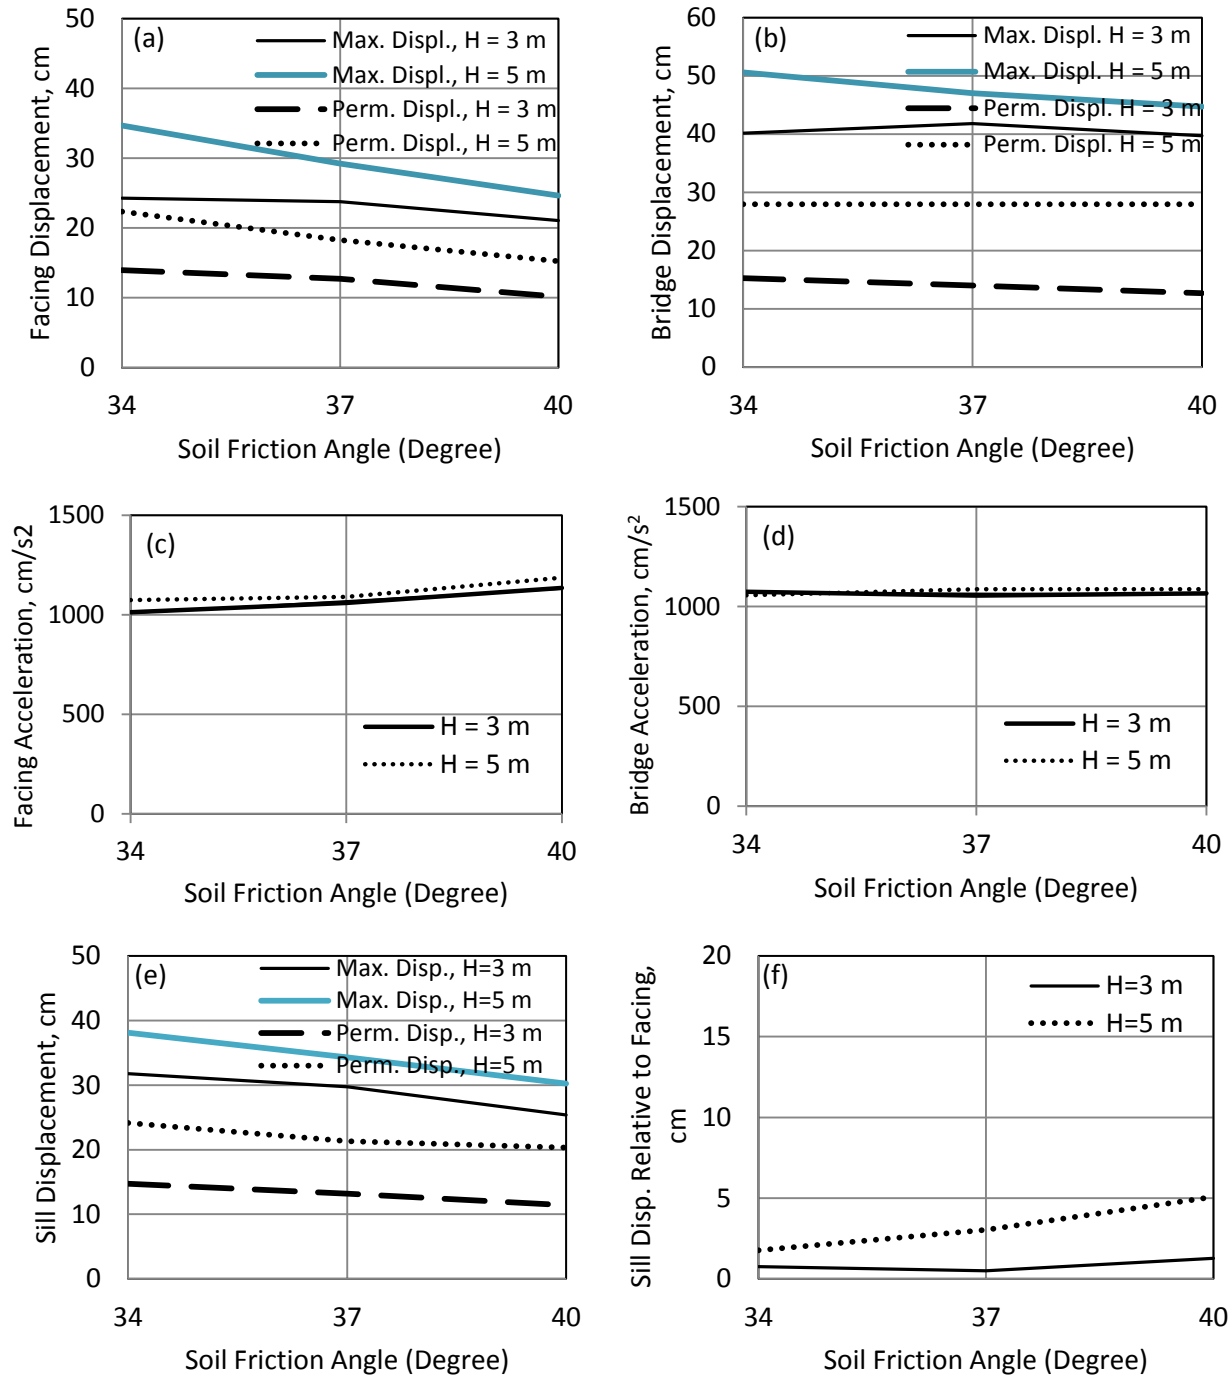 (a)
Max. Displ., H = 3 m
Max. Displ., H = 5 m
Perm. Displ., H = 3 m
Perm. Displ., H = 5 m
50
40
30
20
10
0
34
37
40
Facing Displacement, cm
Soil Friction Angle (Degree)
(b)
Max. Displ. H = 3 m
Max. Displ. H = 5 m
Perm. Displ. H = 3 m
Perm. Displ. H = 5 m
60
50
40
30
20
10
0
34
37
40
Bridge Displacement, cm
Soil Friction Angle (Degree)
(c)
1500
1000
500
0
H = 3 m
H = 5 m
34
37
40
Facing Acceleration, cm/s2
Soil Friction Angle (Degree)
(d)
1500
1000
500
0
H = 3 m
H = 5 m
34
37
40
Bridge Acceleration, cm/s²
Soil Friction Angle (Degree)
(e)
Max. Disp., H=3 m
Max. Disp., H=5 m
Perm. Disp., H=3 m
Perm. Disp., H=5 m
50
40
30
20
10
0
34
37
40
Sill Displacement, cm
Soil Friction Angle (Degree)
(f)
H=3 m
H=5 m
20
15
10
5
0
34
37
40
Sill Disp. Relative to Facing,
cm
Soil Friction Angle (Degree)